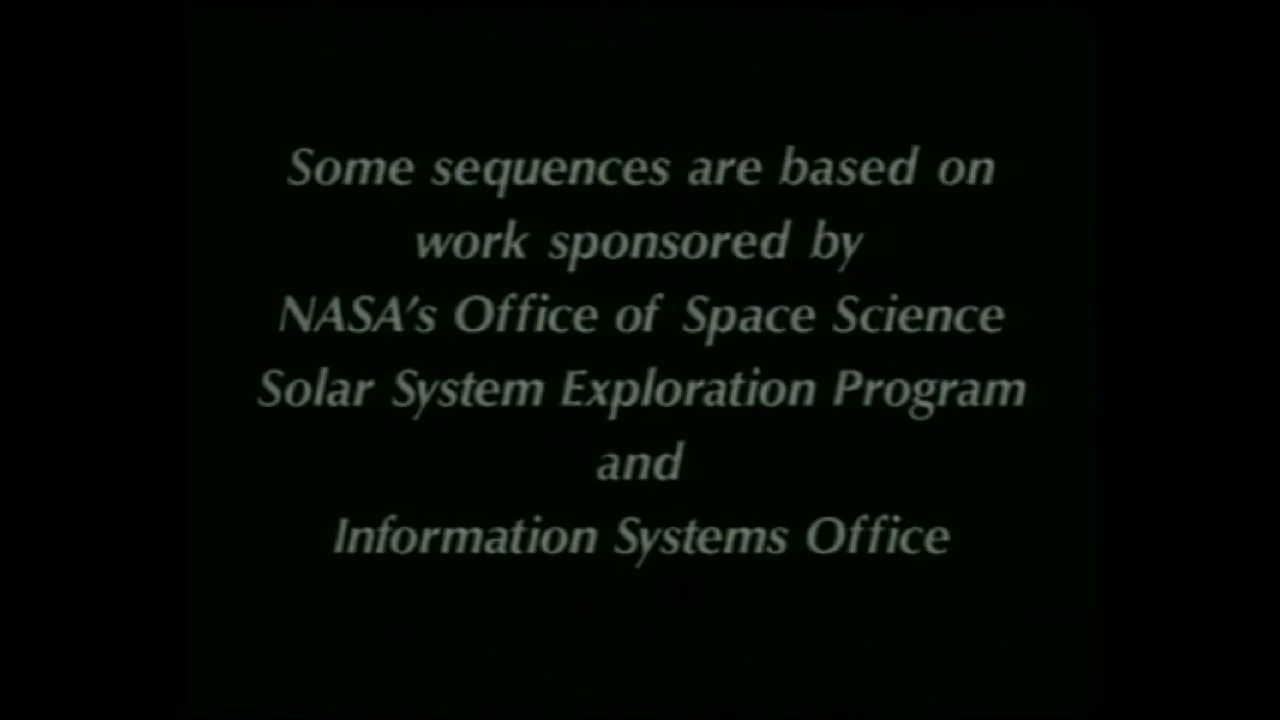 Some sequences are based on
work sponsored by
NASA's Office of Space Science
Solar System Exploration Program
and
Information Systems Office